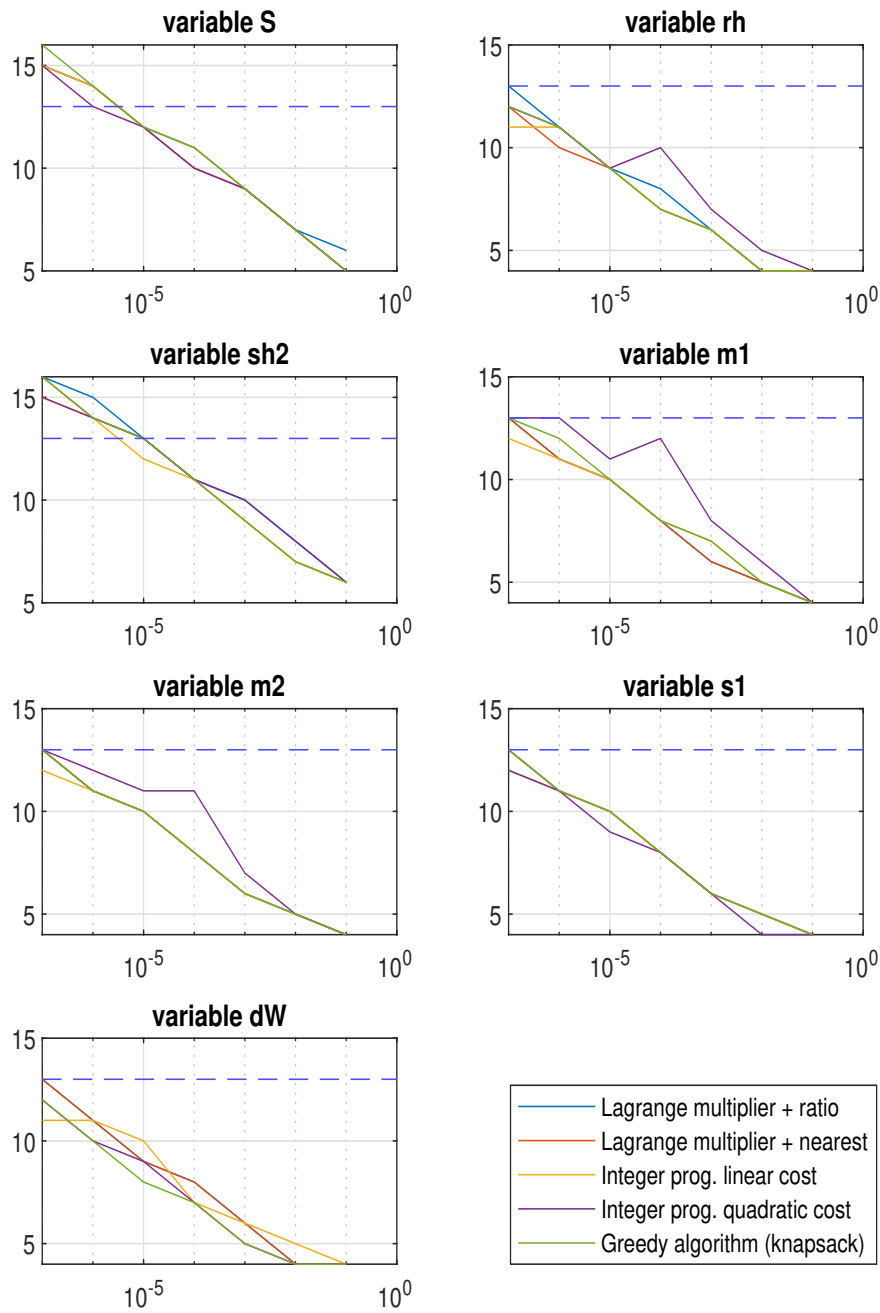 variable S
15
10
5
10^-5
10^0
variable rh
15
10
5
10^-5
10^0
variable sh2
15
10
5
10^-5
10^0
variable m1
15
10
5
10^-5
10^0
variable m2
15
10
5
10^-5
10^0
variable s1
15
10
5
10^-5
10^0
variable dW
15
10
5
10^-5
10^0
Lagrange multiplier + ratio
Lagrange multiplier + nearest
Integer prog. linear cost
Integer prog. quadratic cost
Greedy algorithm (knapsack)